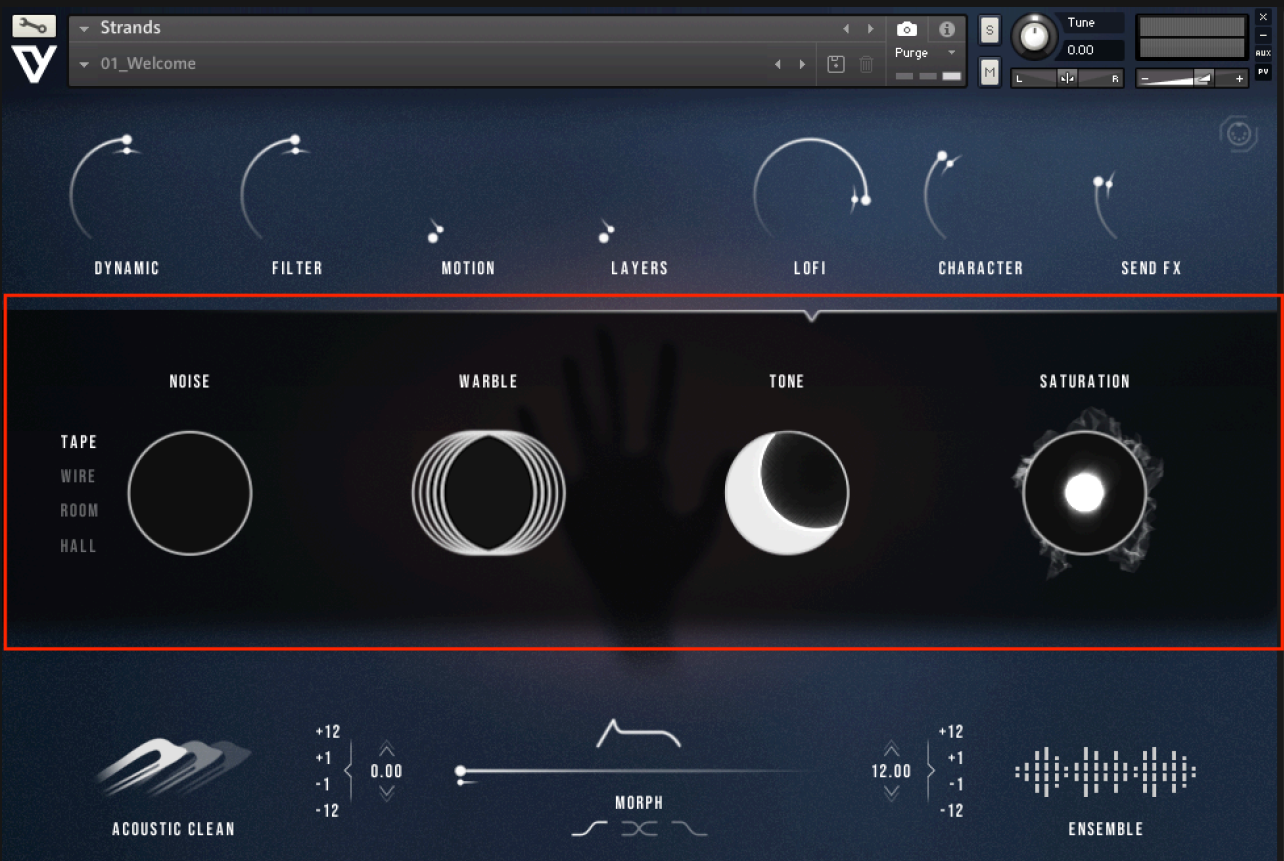 Strands
S
Tune
0.00
X
AUX
PV
01_Welcome
Purge
M
L
R
DYNAMIC
FILTER
MOTION
LAYERS
LOFI
CHARACTER
SEND FX
NOISE
WARBLE
TONE
SATURATION
TAPE
WIRE
ROOM
HALL
+12
+1
-1
-12
0.00
12.00
+12
+1
-1
-12
MORPH
ACOUSTIC CLEAN
ENSEMBLE